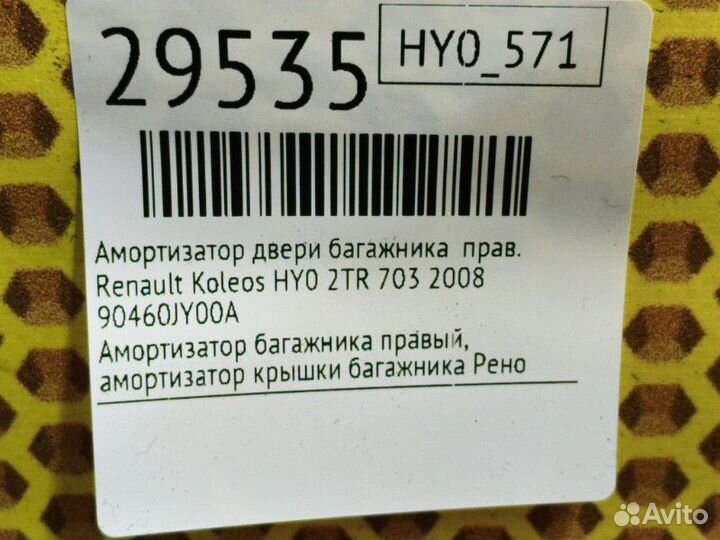 29535
HY0_571
Амортизатор двери багажника прав.
Renault Koleos HY0 2TR 703 2008
90460JY00A
Амортизатор багажника правый,
амортизатор крышки багажника Рено
Avito